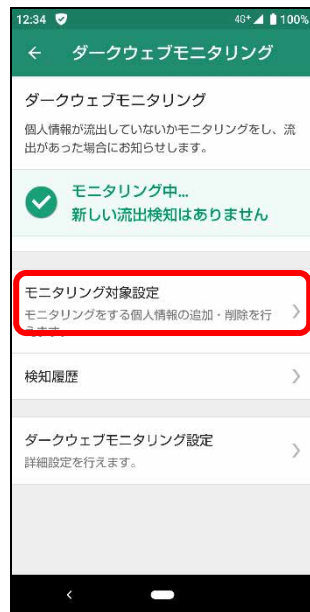 12:34 4G+ 100%
← ダークウェブモニタリング
ダークウェブモニタリング
個人情報が流出していないかモニタリングをし、流
出があった場合にお知らせします。
モニタリング中...
新しい流出検知はありません
モニタリング対象設定
モニタリングをする個人情報の追加・削除を行
えます。
検知履歴
ダークウェブモニタリング設定
詳細設定を行えます。